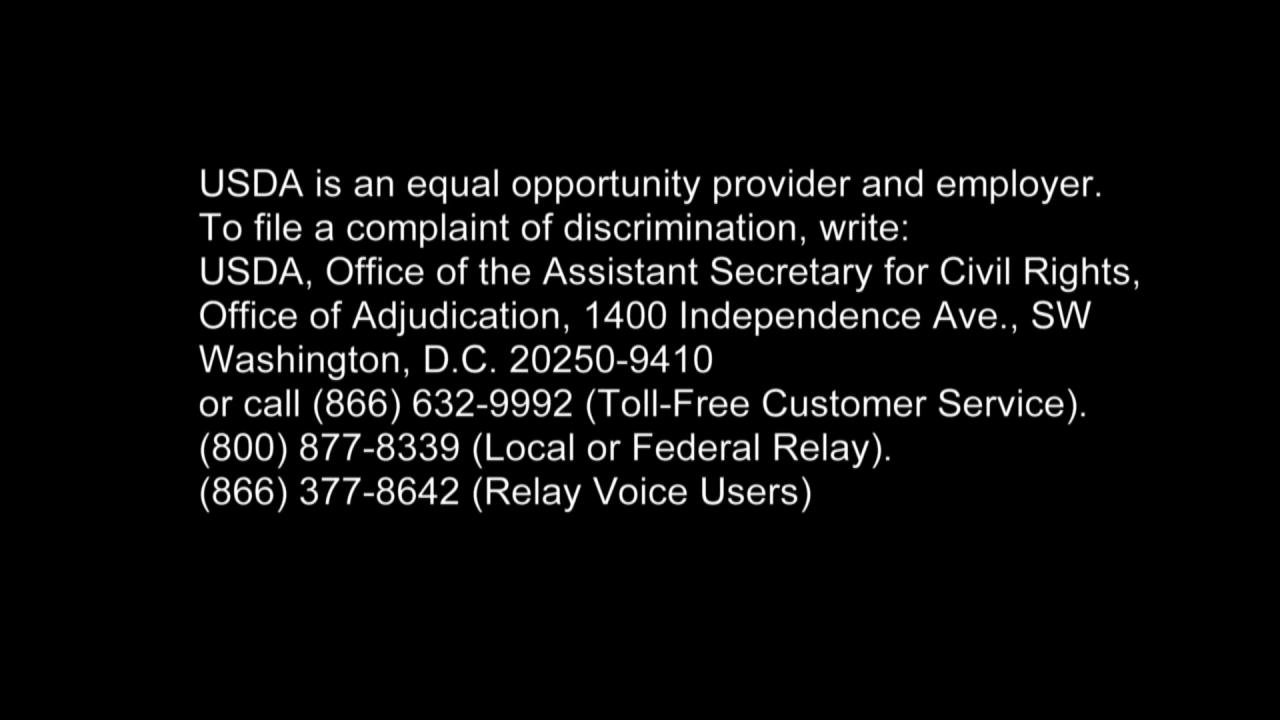 USDA is an equal opportunity provider and employer.
To file a complaint of discrimination, write:
USDA, Office of the Assistant Secretary for Civil Rights,
Office of Adjudication, 1400 Independence Ave., SW
Washington, D.C. 20250-9410
or call (866) 632-9992 (Toll-Free Customer Service).
(800) 877-8339 (Local or Federal Relay).
(866) 377-8642 (Relay Voice Users)